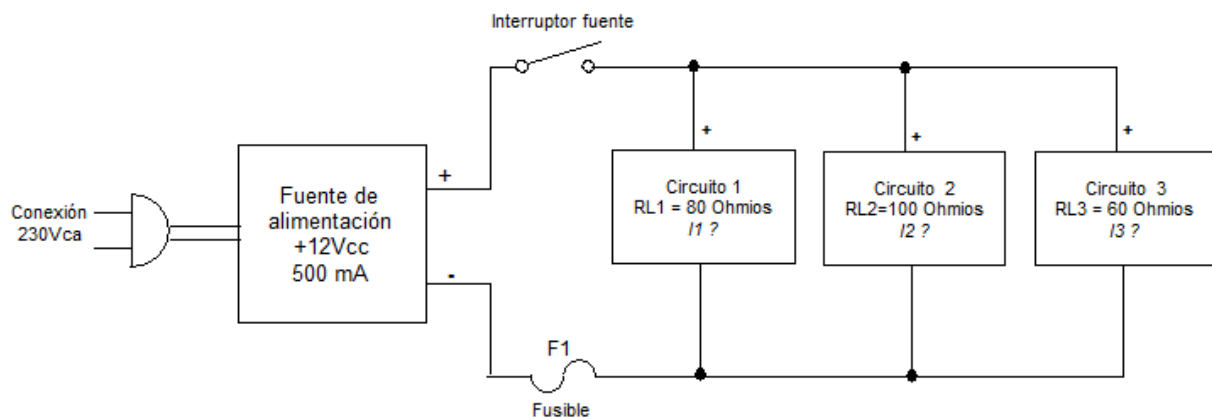 Interruptor fuente
Conexión
230Vca
Fuente de
alimentación
+12Vcc
500 mA
+
-
+
Circuito 1
RL1 = 80 Ohmios
I1 ?
+
Circuito 2
RL2=100 Ohmios
I2 ?
+
Circuito 3
RL3 = 60 Ohmios
I3 ?
F1
Fusible